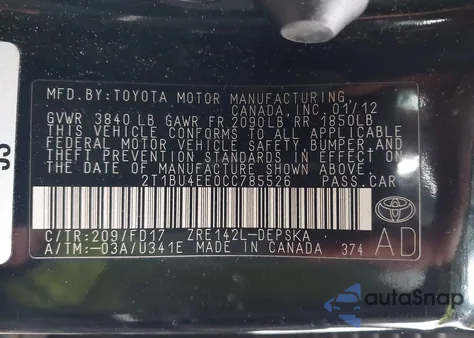 MFD.BY:TOYOTA MOTOR MANUFACTURING
CANADA, INC. 01/12
GVWR 3840 LB GAWR FR 2090LB RR 1850LB
THIS VEHICLE CONFORMS TO ALL APPLICABLE
FEDERAL MOTOR VEHICLE SAFETY, BUMPER, AND
THEFT PREVENTION STANDARDS IN EFFECT ON
THE DATE OF MANUFACTURE SHOWN ABOVE.
2T1BU4EE0CC785526 PASS.CAR
C/TR:209/FD17 ZRE142L-DEPSKA
A/TM:-03A/U341E MADE IN CANADA 374
AD
autoSnap